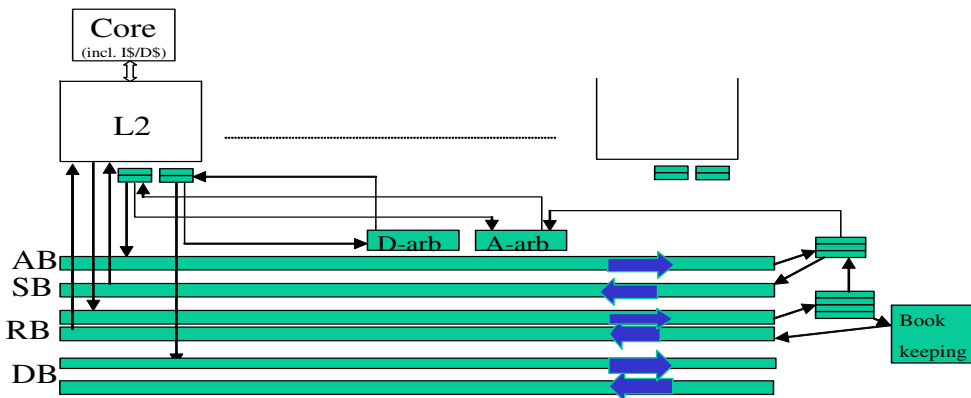 Core
(incl. I$/D$)
L2
D-arb
A-arb
AB
SB
RB
DB
Book
keeping